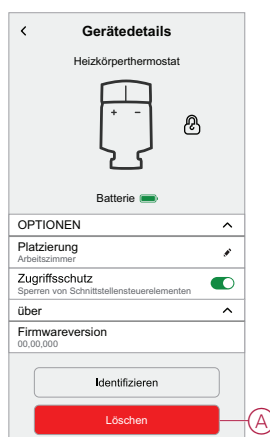 Gerätedetails
Heizkörperthermostat
+ −
Batterie
OPTIONEN
Platzierung
Arbeitszimmer
Zugriffsschutz
Sperren von Schnittstellensteuerelementen
über
Firmwareversion
00,00,000
Identifizieren
Löschen
A